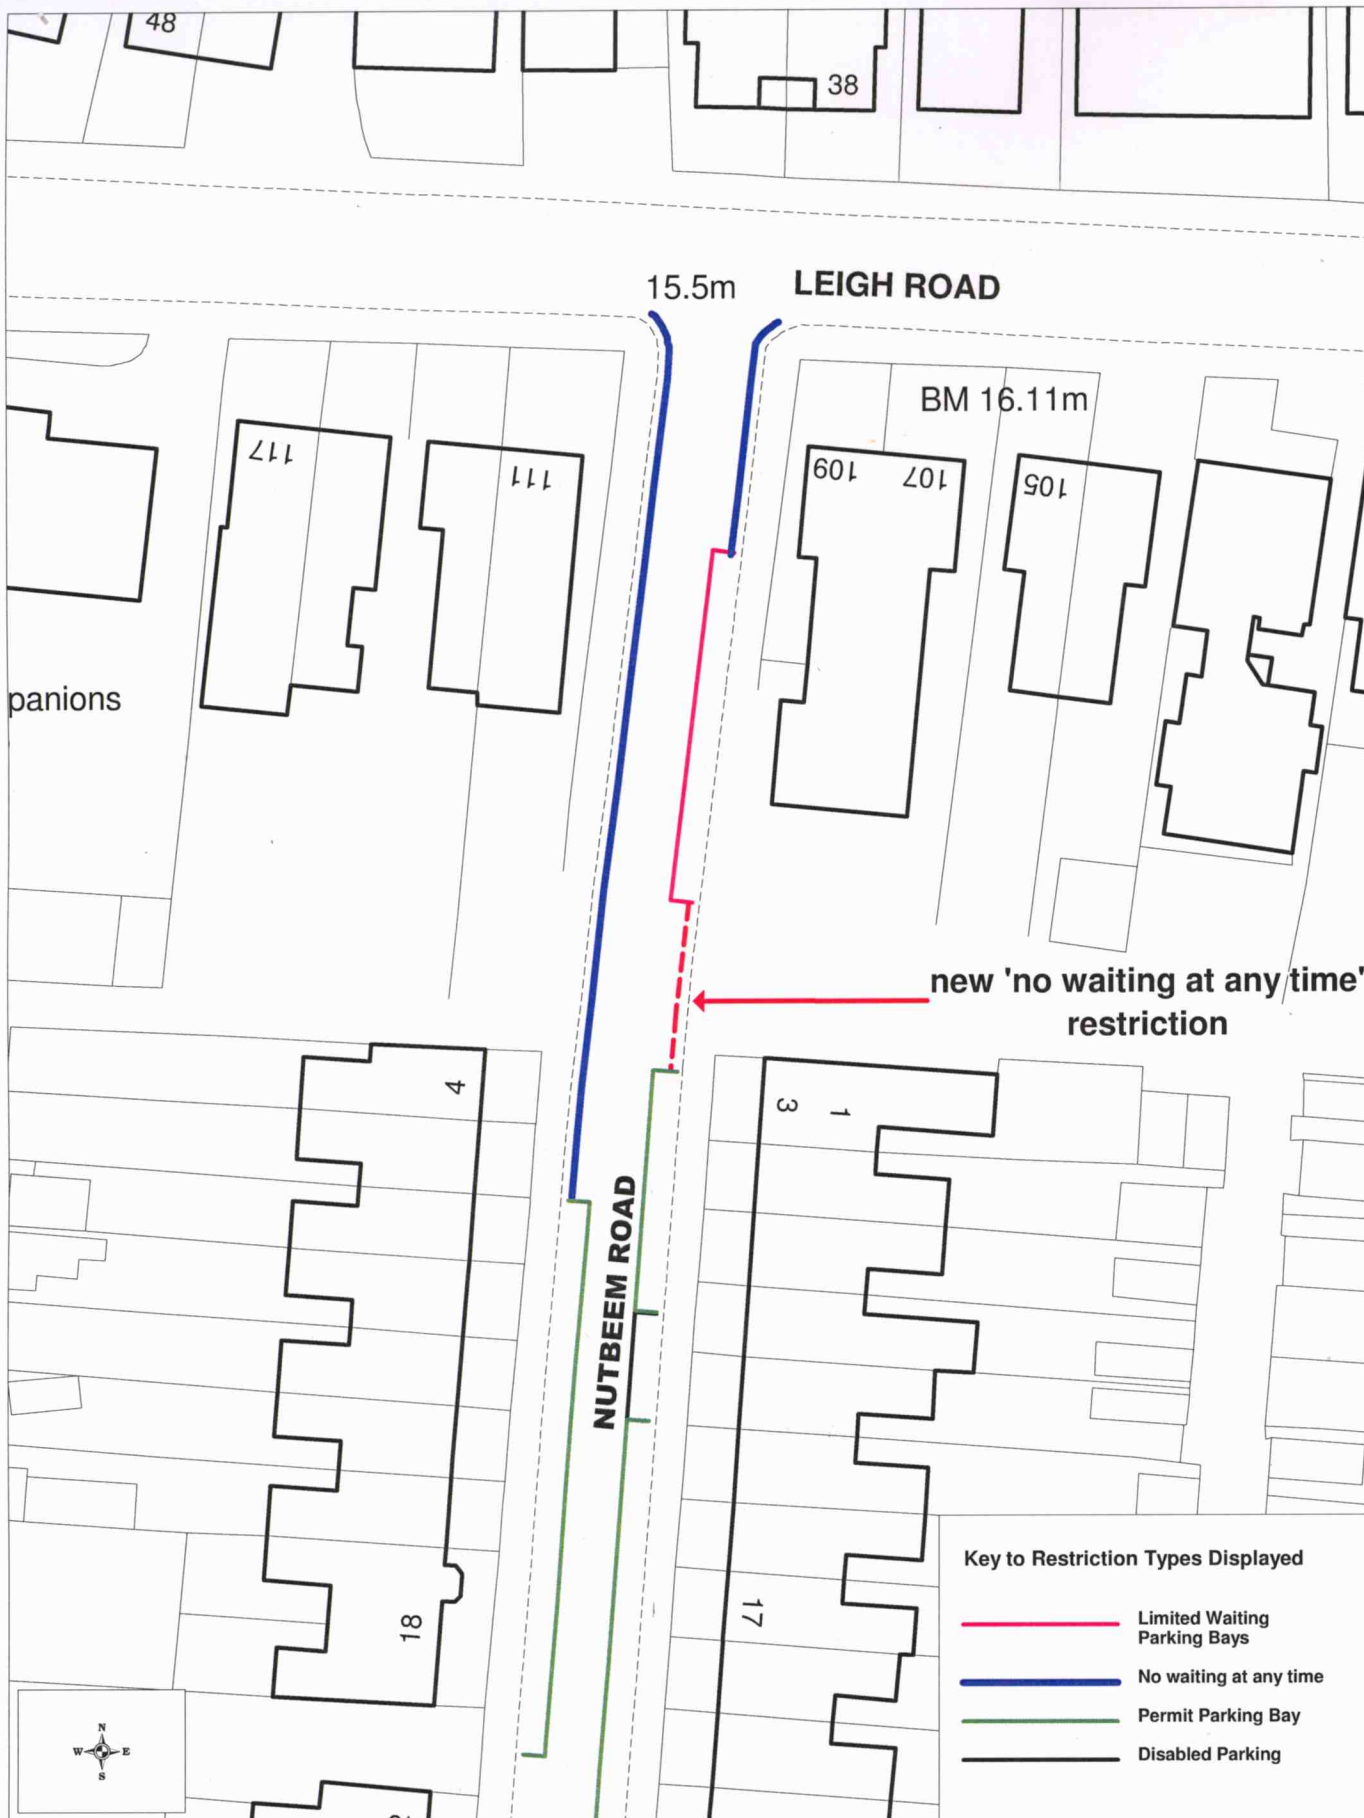 48
38
15.5m
LEIGH ROAD
BM 16.11m
117
111
109
107
105
panions
new 'no waiting at any time'
restriction
4
3
1
NUTBEEM ROAD
17
18
Key to Restriction Types Displayed
Limited Waiting
Parking Bays
No waiting at any time
Permit Parking Bay
Disabled Parking
N
W E
S